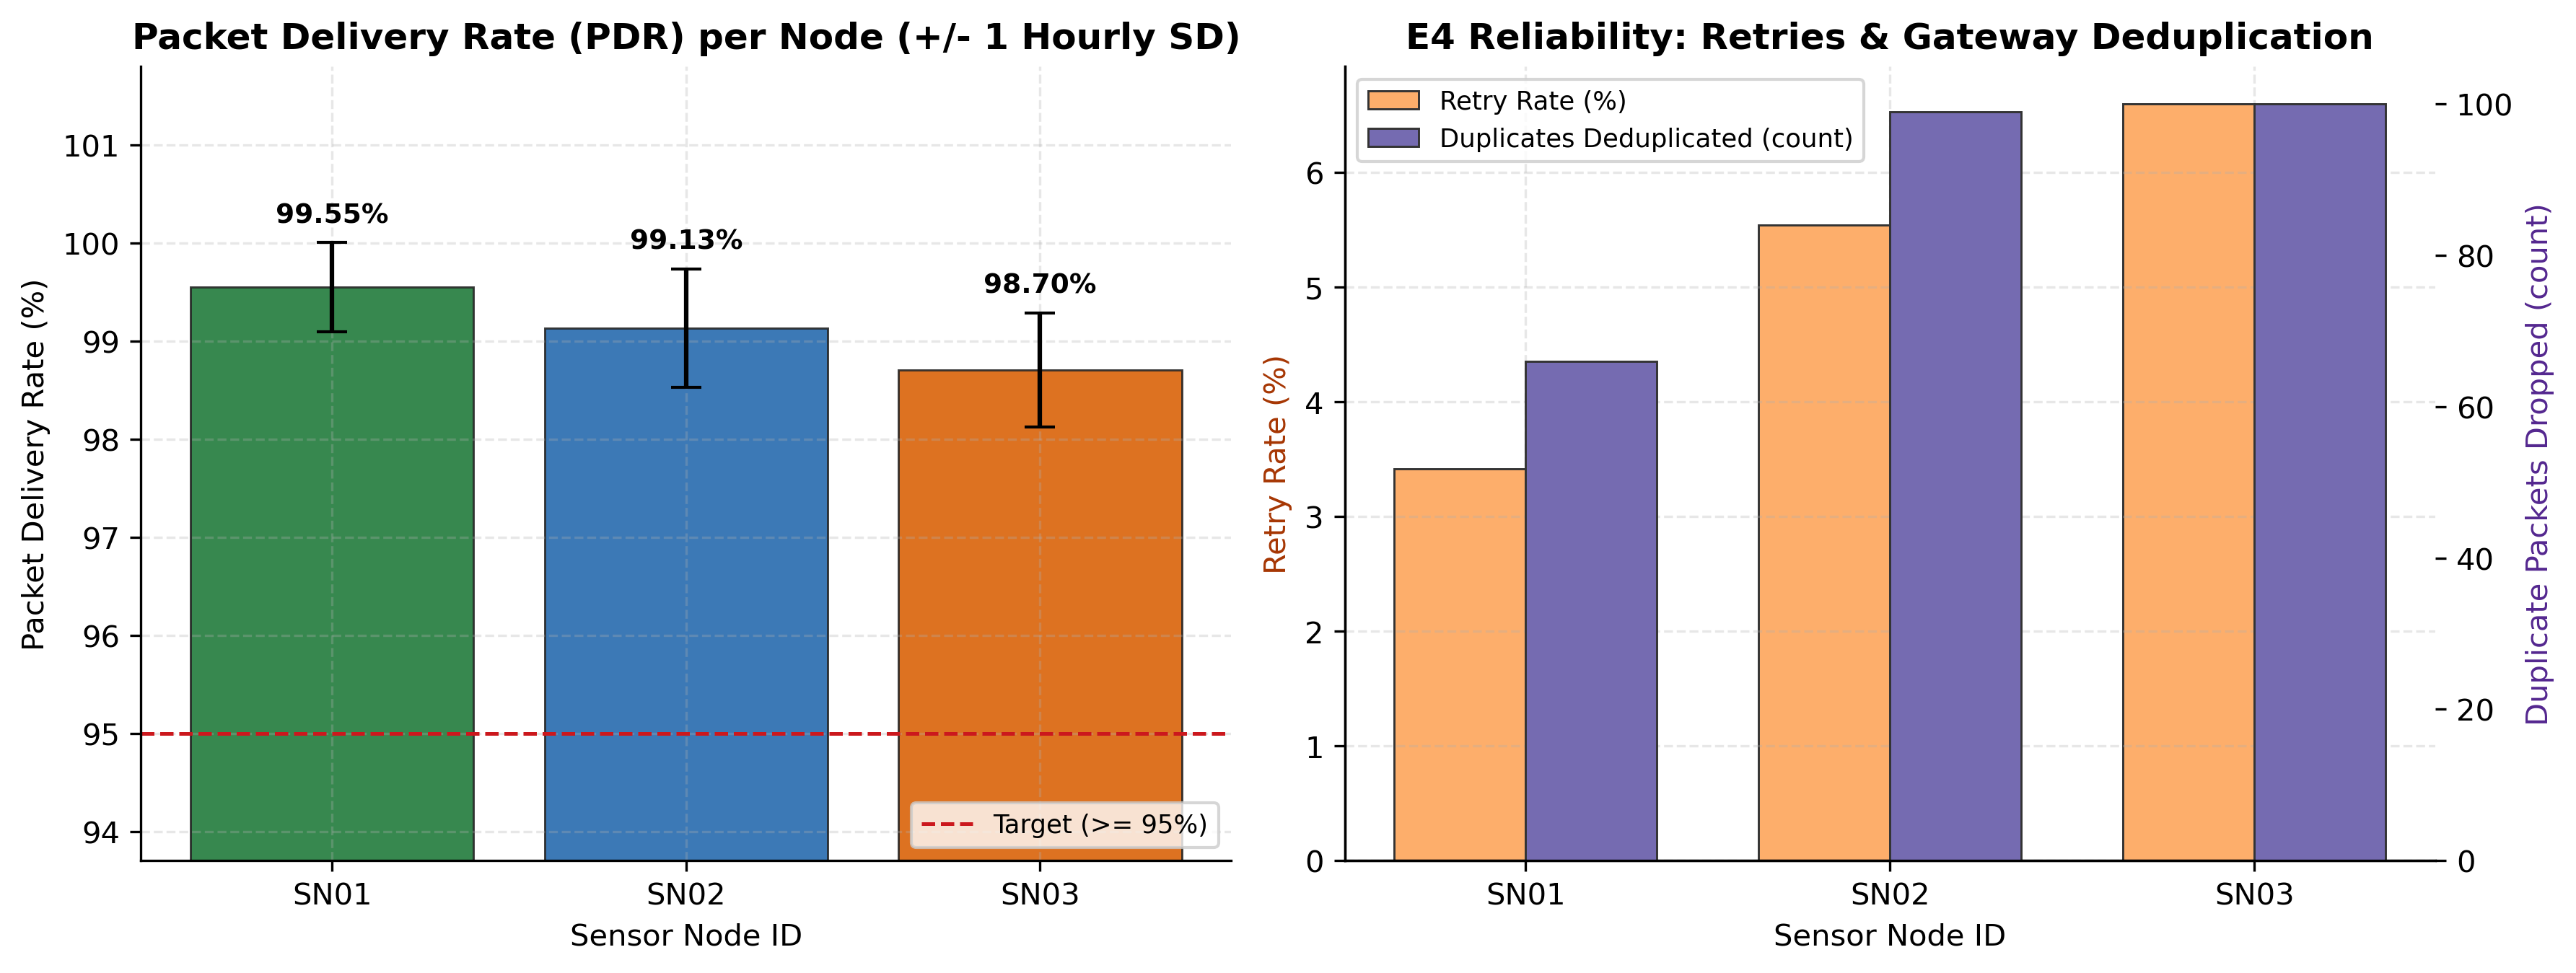 Packet Delivery Rate (PDR) per Node (+/- 1 Hourly SD)
Packet Delivery Rate (%)
101
100
99
98
97
96
95
94
99.55%
99.13%
98.70%
Target (>= 95%)
SN01
SN02
SN03
Sensor Node ID
E4 Reliability: Retries & Gateway Deduplication
Retry Rate (%)
Duplicates Deduplicated (count)
Retry Rate (%)
6
5
4
3
2
1
0
100
80
60
40
20
0
Duplicate Packets Dropped (count)
SN01
SN02
SN03
Sensor Node ID